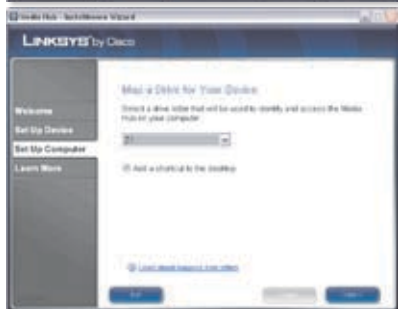 Media Hub - InstallShield Wizard
LINKSYS by Cisco
Map a Drive for Your Device
Select a drive letter that will be used to identify and access the Media
Hub on your computer.
Welcome
Set Up Device
Set Up Computer
Learn More
Add a shortcut to the desktop